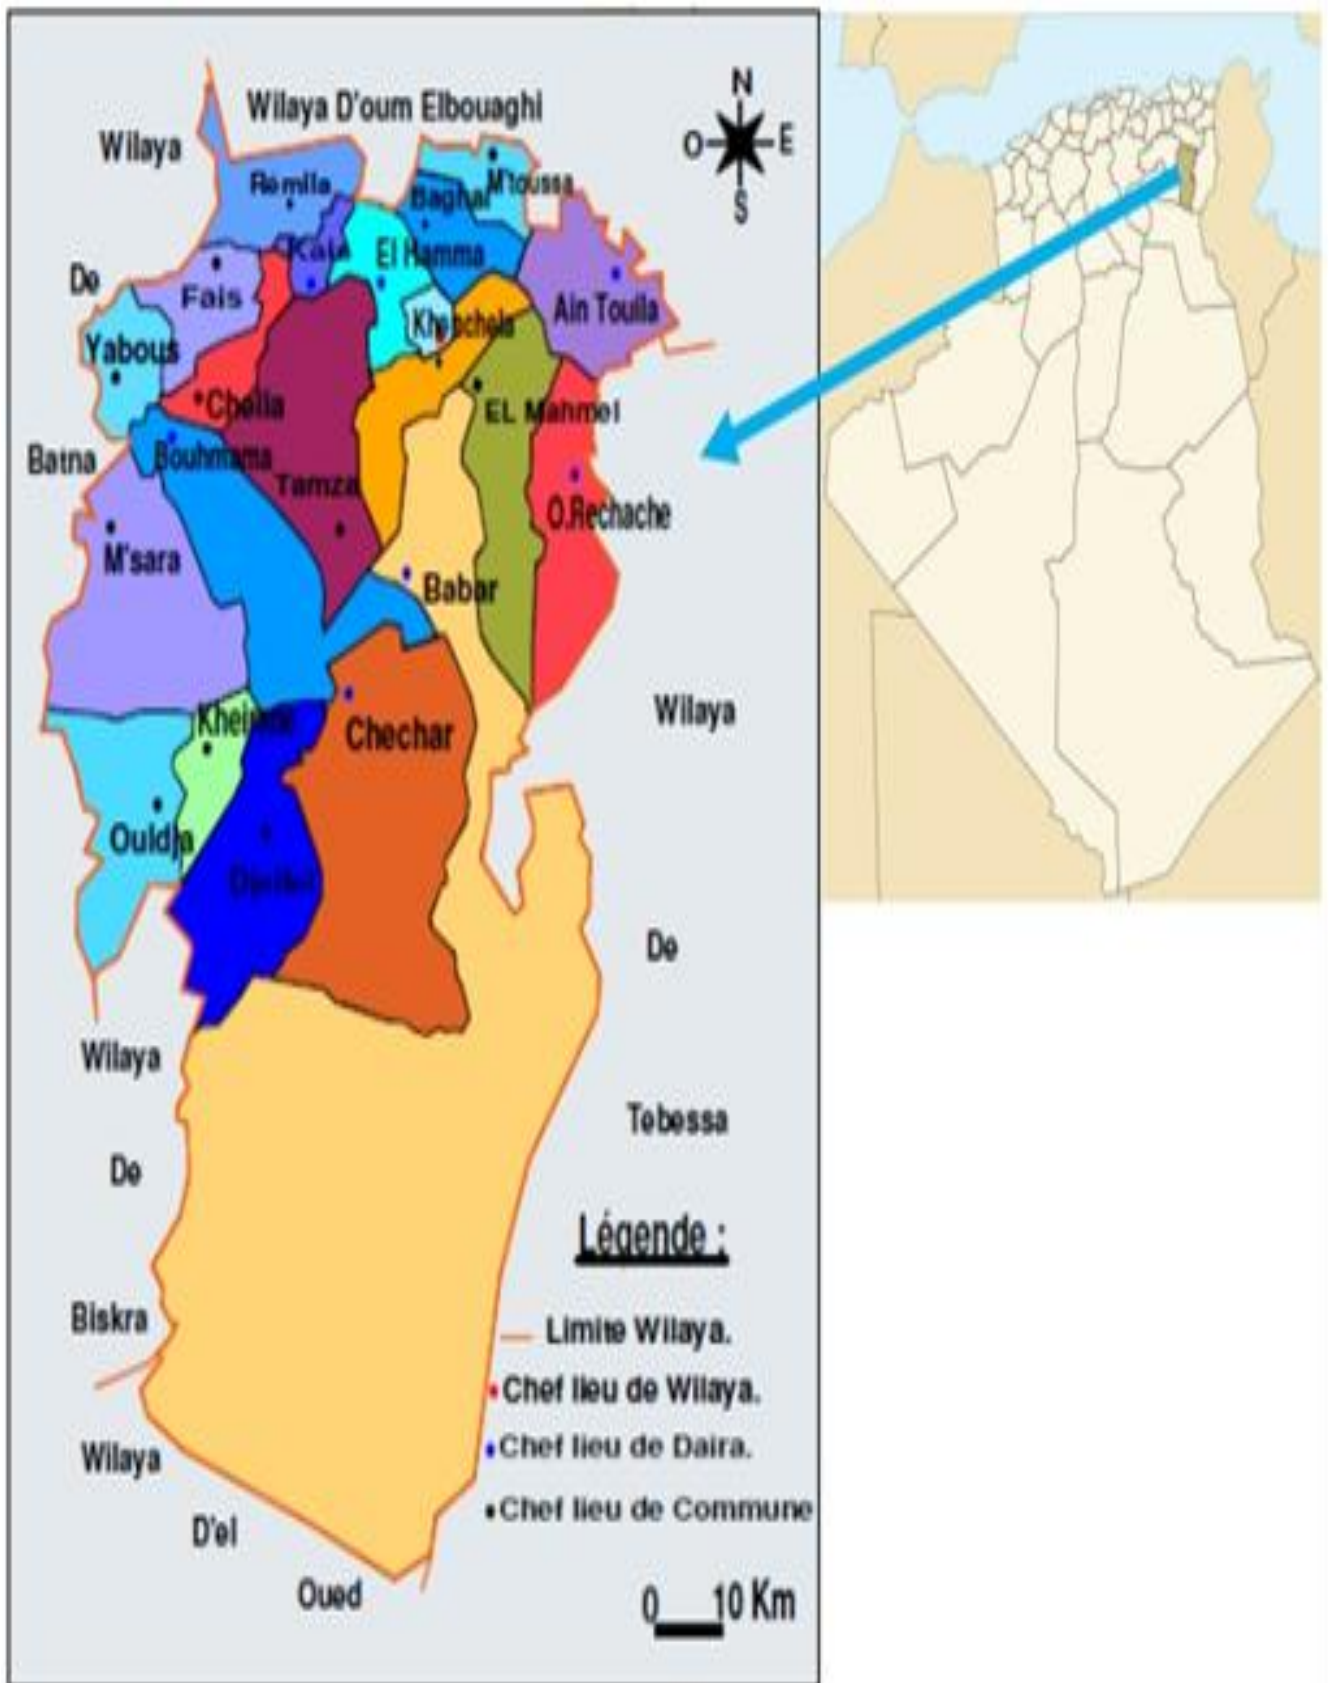 N
Wilaya D'oum Elbouaghi
Wilaya
O E
S
Remila
M'toussa
Baghai
Kais
El Hamma
De
Fais
Khenchela
Ain Touila
Yabous
Chelia
EL Mahmel
Batna
Bouhmama
Tamza
O.Rechache
M'sara
Babar
Wilaya
Chechar
Ouldja
De
Wilaya
Tebessa
De
Légende :
Biskra
Limite Wilaya.
Chef lieu de Wilaya.
Chef lieu de Daira.
Wilaya
Chef lieu de Commune
D'el
Oued
0 10 Km